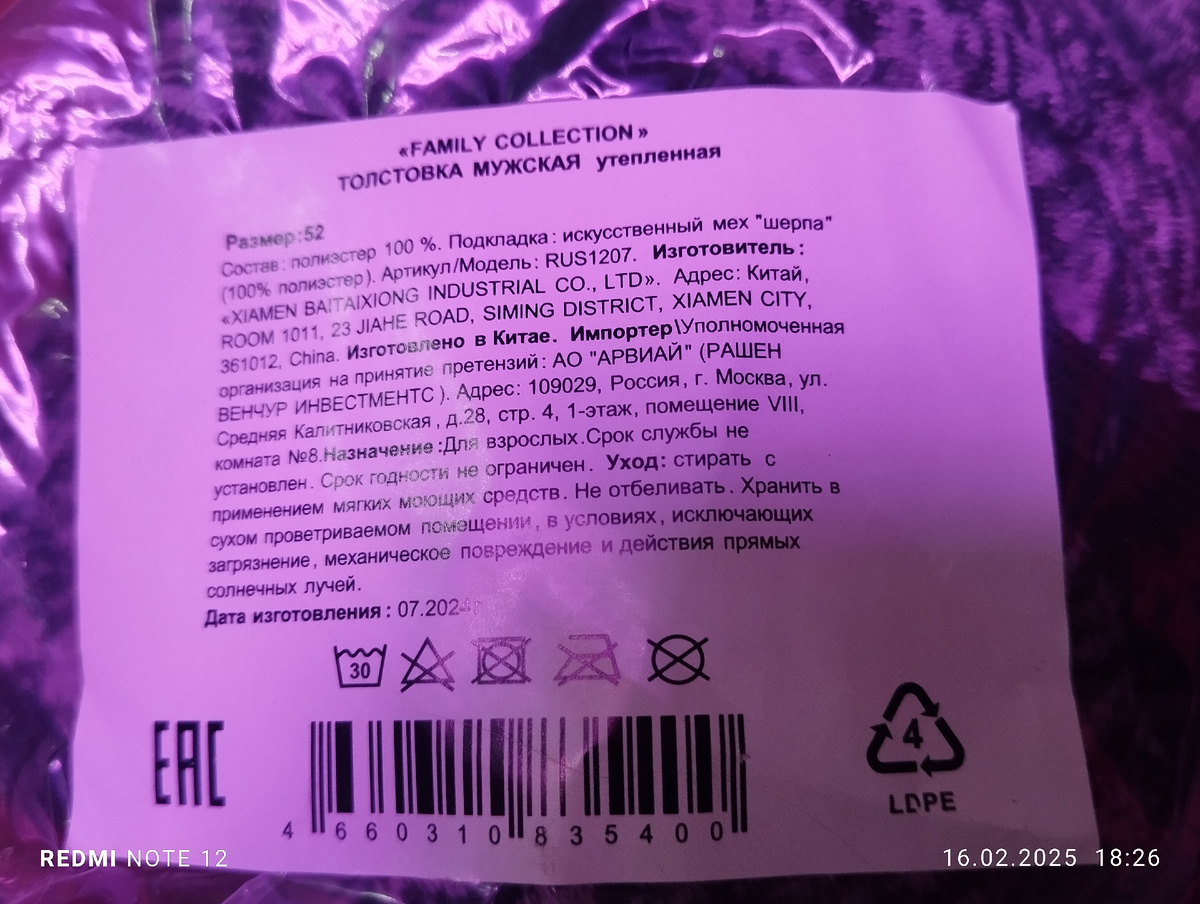 «FAMILY COLLECTION»
ТОЛСТОВКА МУЖСКАЯ утепленная
Размер:52
Состав: полиэстер 100 %. Подкладка: искусственный мех "шерпа"
(100% полиэстер). Артикул/Модель: RUS1207. Изготовитель:
«XIAMEN BAITAIXIONG INDUSTRIAL CO., LTD». Адрес: Китай,
ROOM 1011, 23 JIAHE ROAD, SIMING DISTRICT, XIAMEN CITY,
361012, China. Изготовлено в Китае. Импортер\Уполномоченная
организация на принятие претензий: АО "АРВИАЙ" (РАШЕН
ВЕНЧУР ИНВЕСТМЕНТС). Адрес: 109029, Россия, г. Москва, ул.
Средняя Калитниковская, д.28, стр. 4, 1-этаж, помещение VIII,
комната №8.Назначение:Для взрослых.Срок службы не
установлен. Срок годности не ограничен. Уход: стирать с
применением мягких моющих средств. Не отбеливать. Хранить в
сухом проветриваемом помещении, в условиях, исключающих
загрязнение, механическое повреждение и действия прямых
солнечных лучей.
Дата изготовления: 07.2024г
30
EAC
4 660310 835400
4
LDPE
REDMI NOTE 12
16.02.2025 18:26